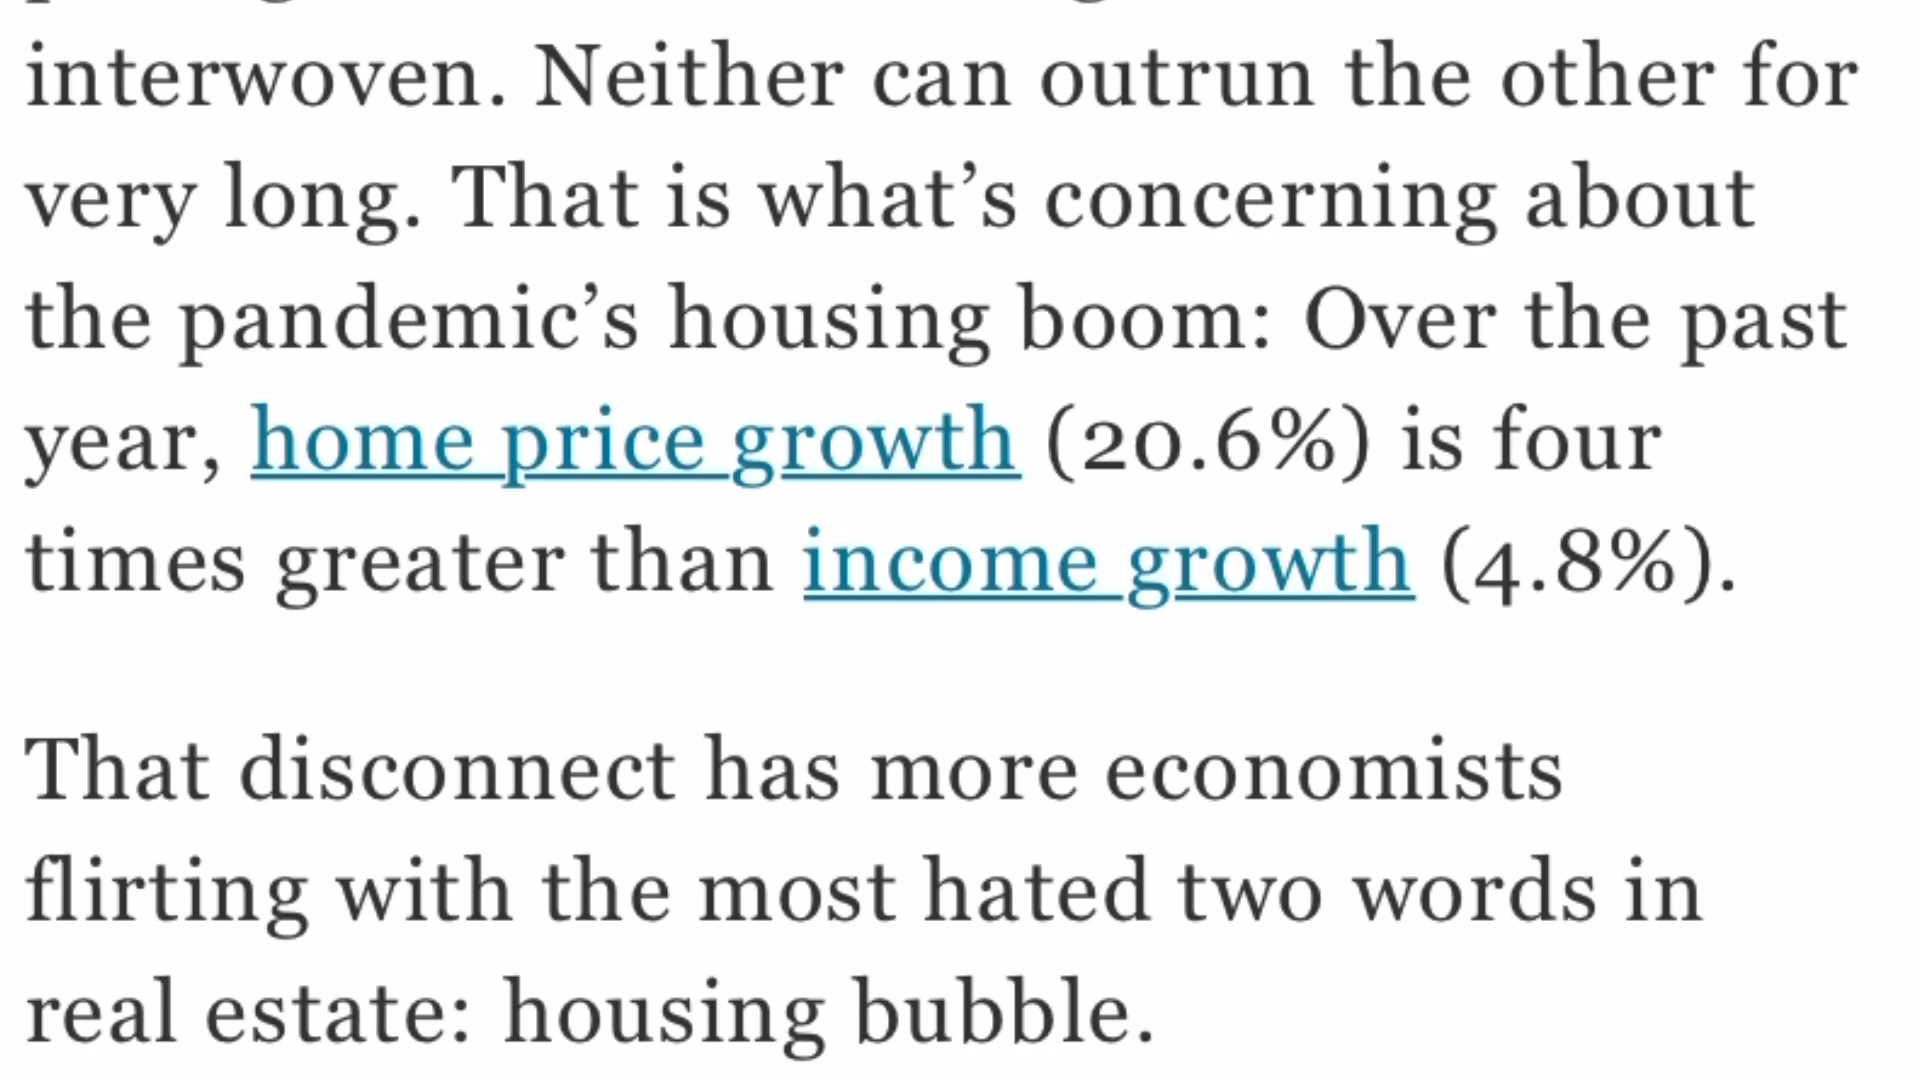 interwoven. Neither can outrun the other for
very long. That is what’s concerning about
the pandemic’s housing boom: Over the past
year, home price growth (20.6%) is four
times greater than income growth (4.8%).
That disconnect has more economists
flirting with the most hated two words in
real estate: housing bubble.